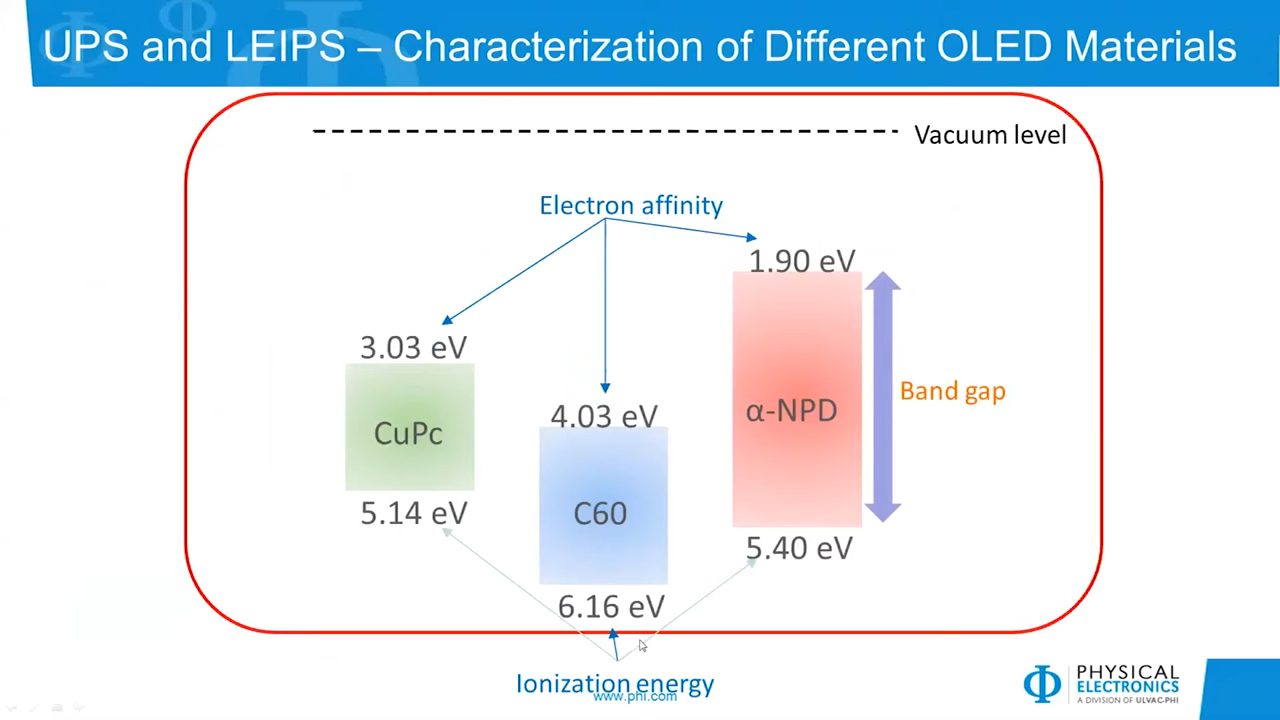 UPS and LEIPS – Characterization of Different OLED Materials
Vacuum level
Electron affinity
1.90 eV
3.03 eV
Band gap
4.03 eV
α-NPD
CuPc
5.14 eV
C60
5.40 eV
6.16 eV
Ionization energy
www.phi.com
PHYSICAL
ELECTRONICS
A DIVISION OF ULVAC-PHI